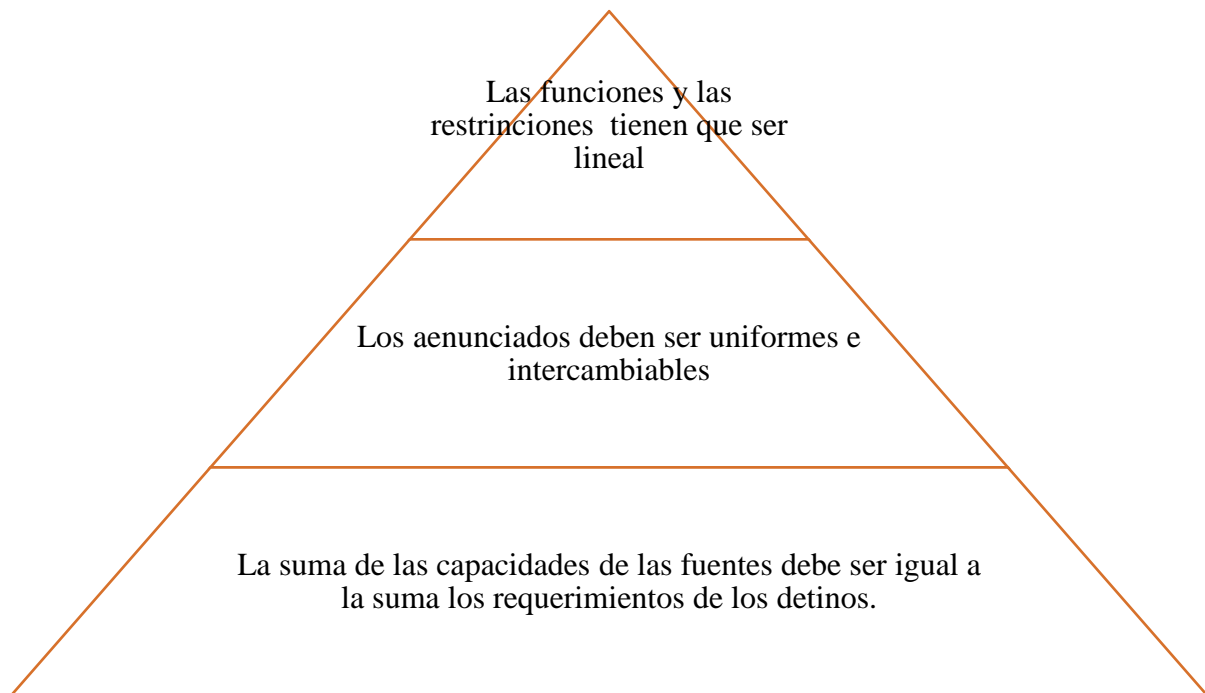 Las funciones y las
restrinciones tienen que ser
lineal
Los aenunciados deben ser uniformes e
intercambiables
La suma de las capacidades de las fuentes debe ser igual a
la suma los requerimientos de los detinos.